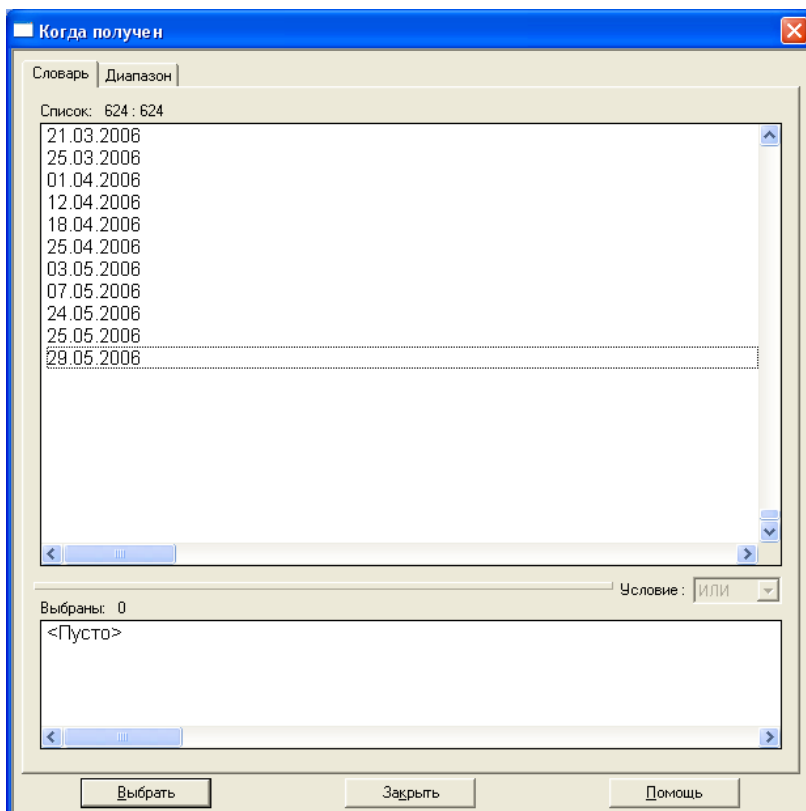 Когда получен
Словарь Диапазон
Список: 624 : 624
21.03.2006
25.03.2006
01.04.2006
12.04.2006
18.04.2006
25.04.2006
03.05.2006
07.05.2006
24.05.2006
25.05.2006
29.05.2006
Условие : ИЛИ
Выбраны: 0
<Пусто>
Выбрать Закрыть Помощь